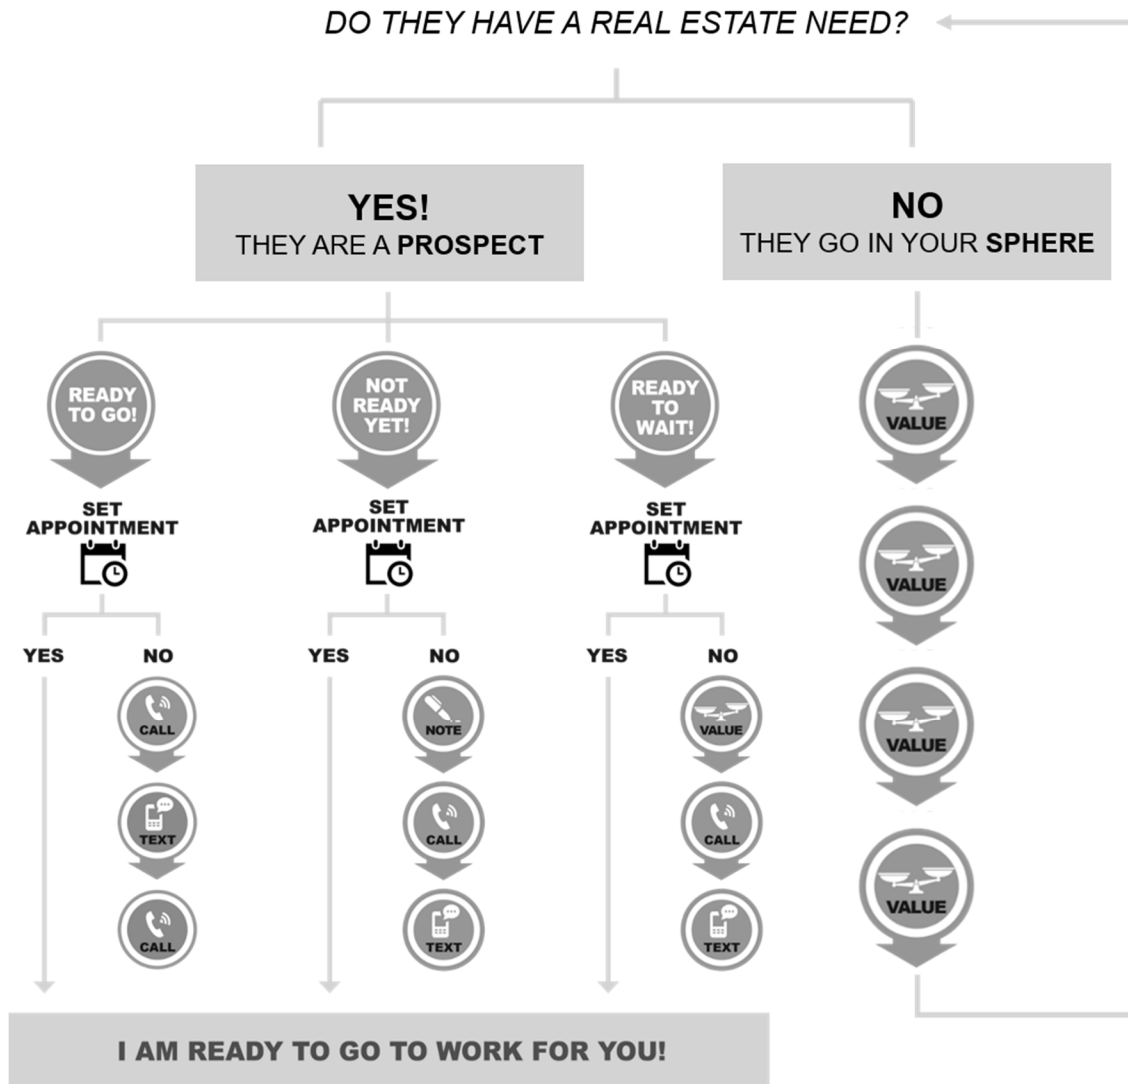 DO THEY HAVE A REAL ESTATE NEED?
YES!
THEY ARE A PROSPECT
NO
THEY GO IN YOUR SPHERE
READY
TO GO!
NOT
READY
YET!
READY
TO
WAIT!
VALUE
SET
APPOINTMENT
SET
APPOINTMENT
SET
APPOINTMENT
VALUE
YES
NO
YES
NO
YES
NO
CALL
NOTE
VALUE
VALUE
TEXT
CALL
CALL
VALUE
CALL
TEXT
TEXT
I AM READY TO GO TO WORK FOR YOU!